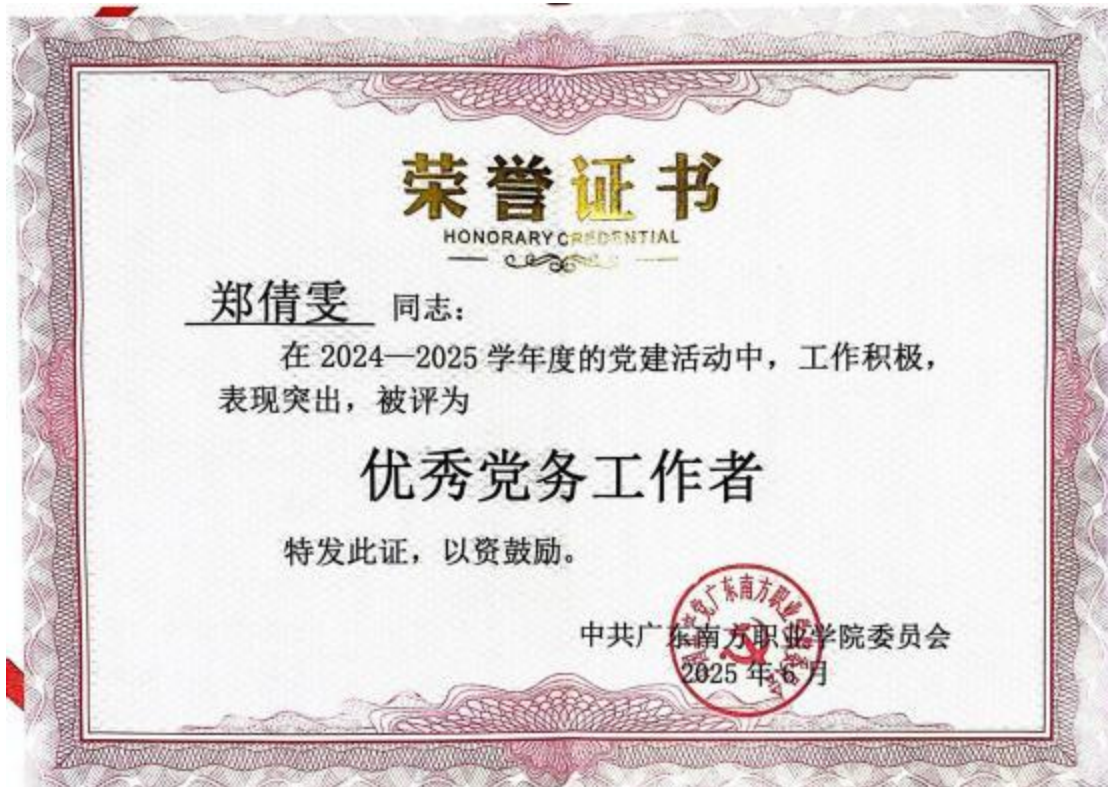 荣誉证书
HONORARY CREDENTIAL
郑倩雯 同志：
在 2024—2025 学年度的党建活动中，工作积极，
表现突出，被评为
优秀党务工作者
特发此证，以资鼓励。
中共广东南方职业学院委员会
2025 年 6 月